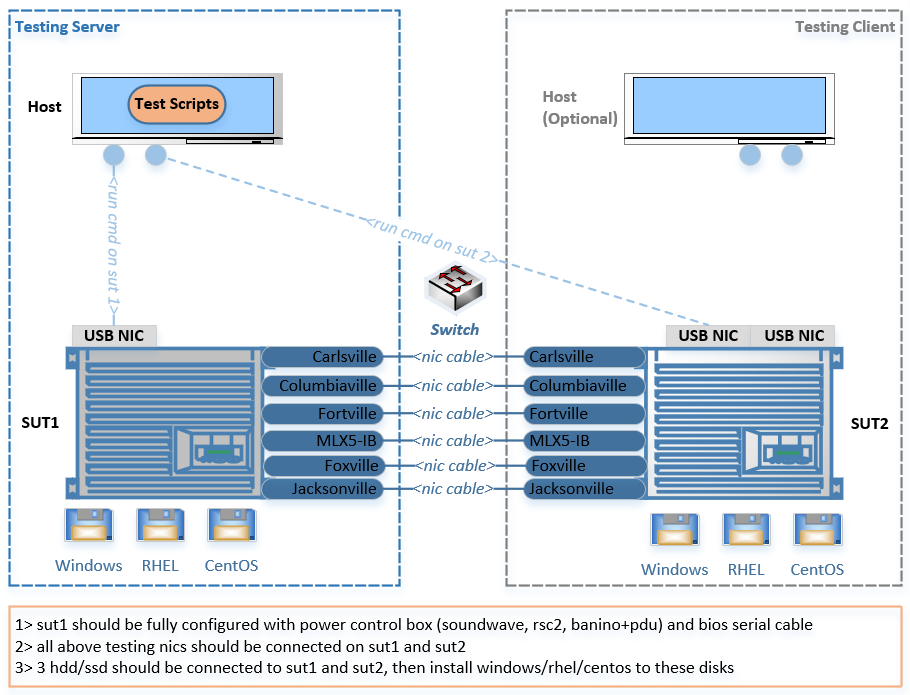 Testing Server
Testing Client
Host
Test Scripts
Host
(Optional)
<run cmd on sut 1>
<run cmd on sut 2>
Switch
USB NIC
USB NIC
USB NIC
SUT1
SUT2
Carlsville
<nic cable>
Carlsville
Columbiaville
<nic cable>
Columbiaville
Fortville
<nic cable>
Fortville
MLX5-IB
<nic cable>
MLX5-IB
Foxville
<nic cable>
Foxville
Jacksonville
<nic cable>
Jacksonville
Windows
RHEL
CentOS
Windows
RHEL
CentOS
1> sut1 should be fully configured with power control box (soundwave, rsc2, banino+pdu) and bios serial cable
2> all above testing nics should be connected on sut1 and sut2
3> 3 hdd/ssd should be connected to sut1 and sut2, then install windows/rhel/centos to these disks